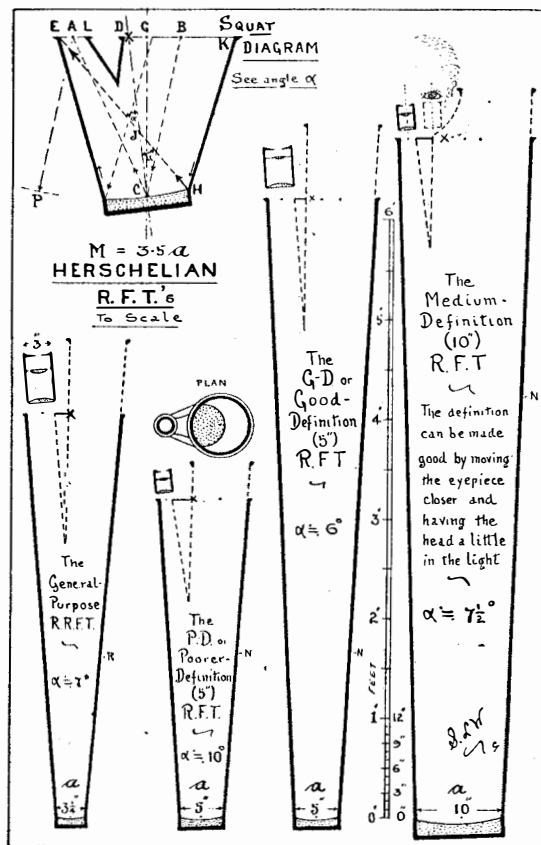 E A L D G B
SQUAT
K DIAGRAM
See angle α
P
C
H
M = 3·5 a
HERSCHELIAN
R.F.T.'s
To Scale
3"
PLAN
The
General-
Purpose
R.R.F.T.
α ≒ 7°
R
a
3¼"
The
P.D. or
Poorer-
Definition
(5")
R.F.T.
α ≒ 10°
N
a
5"
The
G-D or
Good-
Definition
(5")
R.F.T
α ≒ 6°
N
a
5"
6'
5'
4'
3'
2'
FEET
1' 12"
9"
6
3"
0' 0"
The
Medium-
Definition
(10")
R.F.T
The definition
can be made
good by moving
the eyepiece
closer and
having the
head a little
in the light
α ≒ 7½°
N
a
10"